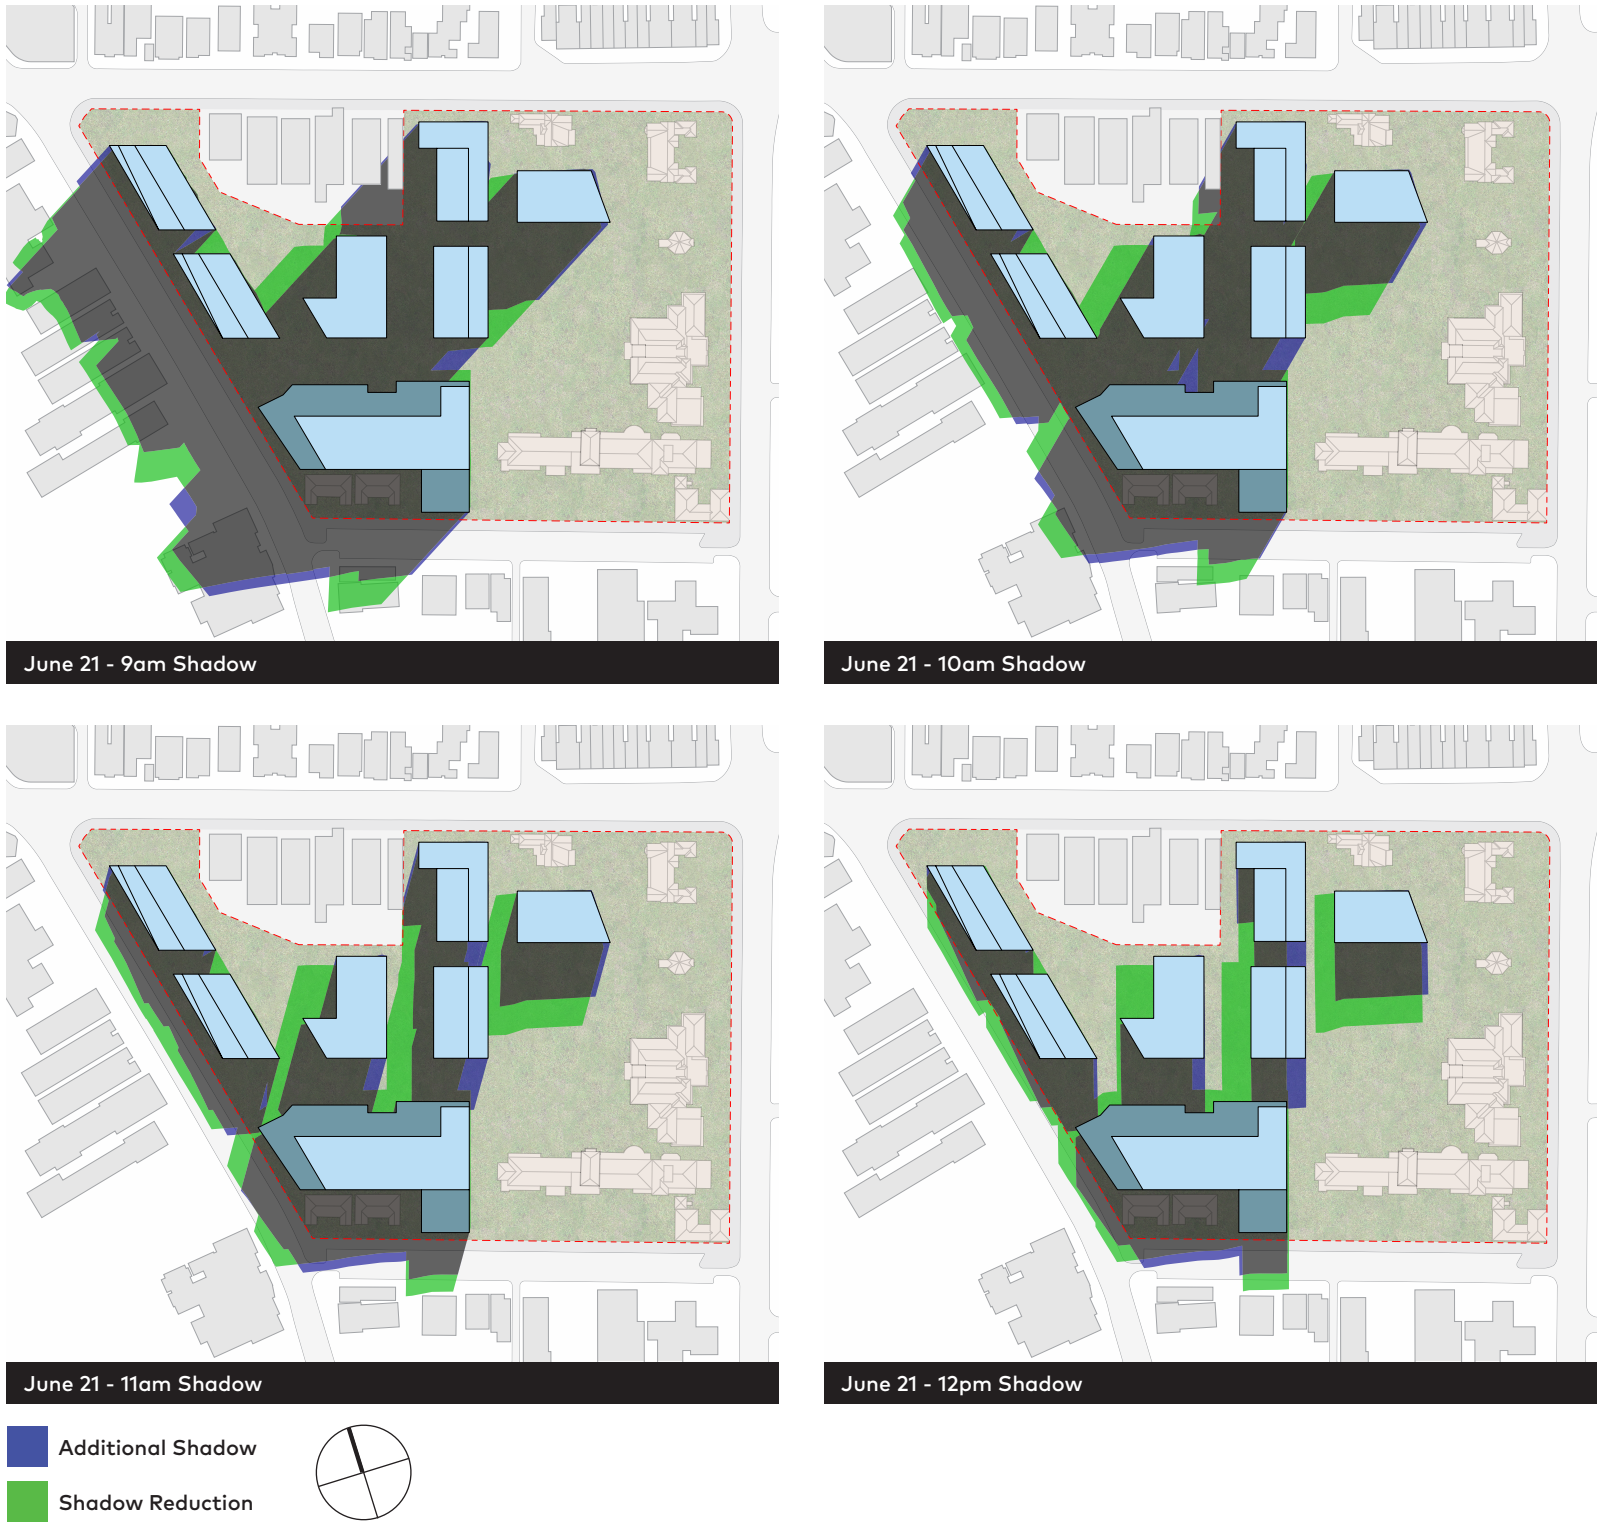 June 21 - 9am Shadow
June 21 - 10am Shadow
June 21 - 11am Shadow
June 21 - 12pm Shadow
Additional Shadow
Shadow Reduction